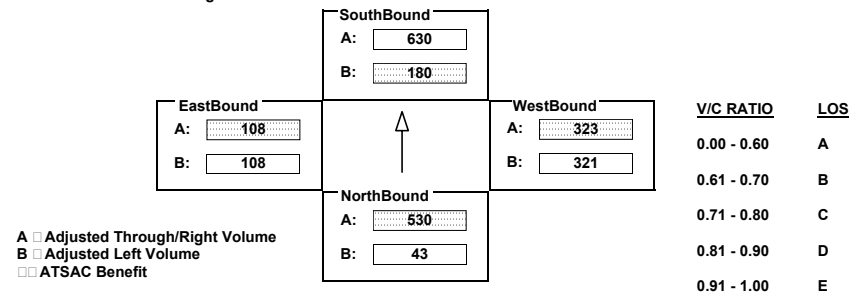 SouthBound
A: 630
B: 180
EastBound
A: 108
B: 108
WestBound
A: 323
B: 321
NorthBound
A: 530
B: 43
A □ Adjusted Through/Right Volume
B □ Adjusted Left Volume
□□ ATSAC Benefit
V/C RATIO LOS
0.00 - 0.60 A
0.61 - 0.70 B
0.71 - 0.80 C
0.81 - 0.90 D
0.91 - 1.00 E